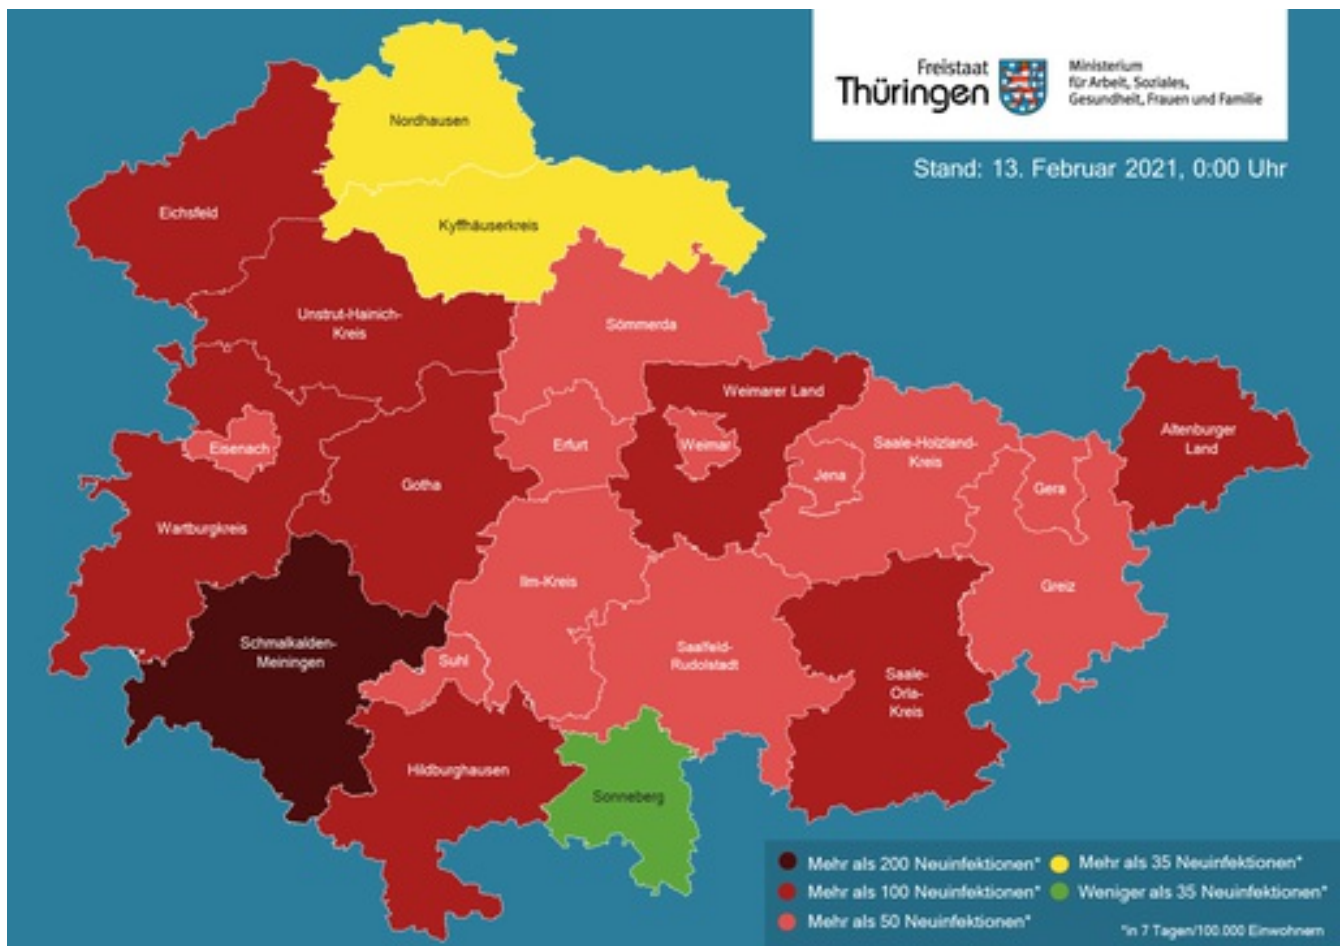 Freistaat
Thüringen
Ministerium
für Arbeit, Soziales,
Gesundheit, Frauen und Familie
Stand: 13. Februar 2021, 0:00 Uhr
Nordhausen
Eichsfeld
Kyffhäuserkreis
Unstrut-Hainich-
Kreis
Sömmerda
Weimarer Land
Eisenach
Erfurt
Weimar
Saale-Holzland-
Kreis
Altenburger
Land
Gotha
Jena
Gera
Wartburgkreis
Ilm-Kreis
Greiz
Schmalkalden-
Meiningen
Suhl
Saalfeld-
Rudolstadt
Saale-
Orla-
Kreis
Hildburghausen
Sonneberg
Mehr als 200 Neuinfektionen*
Mehr als 100 Neuinfektionen*
Mehr als 50 Neuinfektionen*
Mehr als 35 Neuinfektionen*
Weniger als 35 Neuinfektionen*
*in 7 Tagen/100.000 Einwohnern